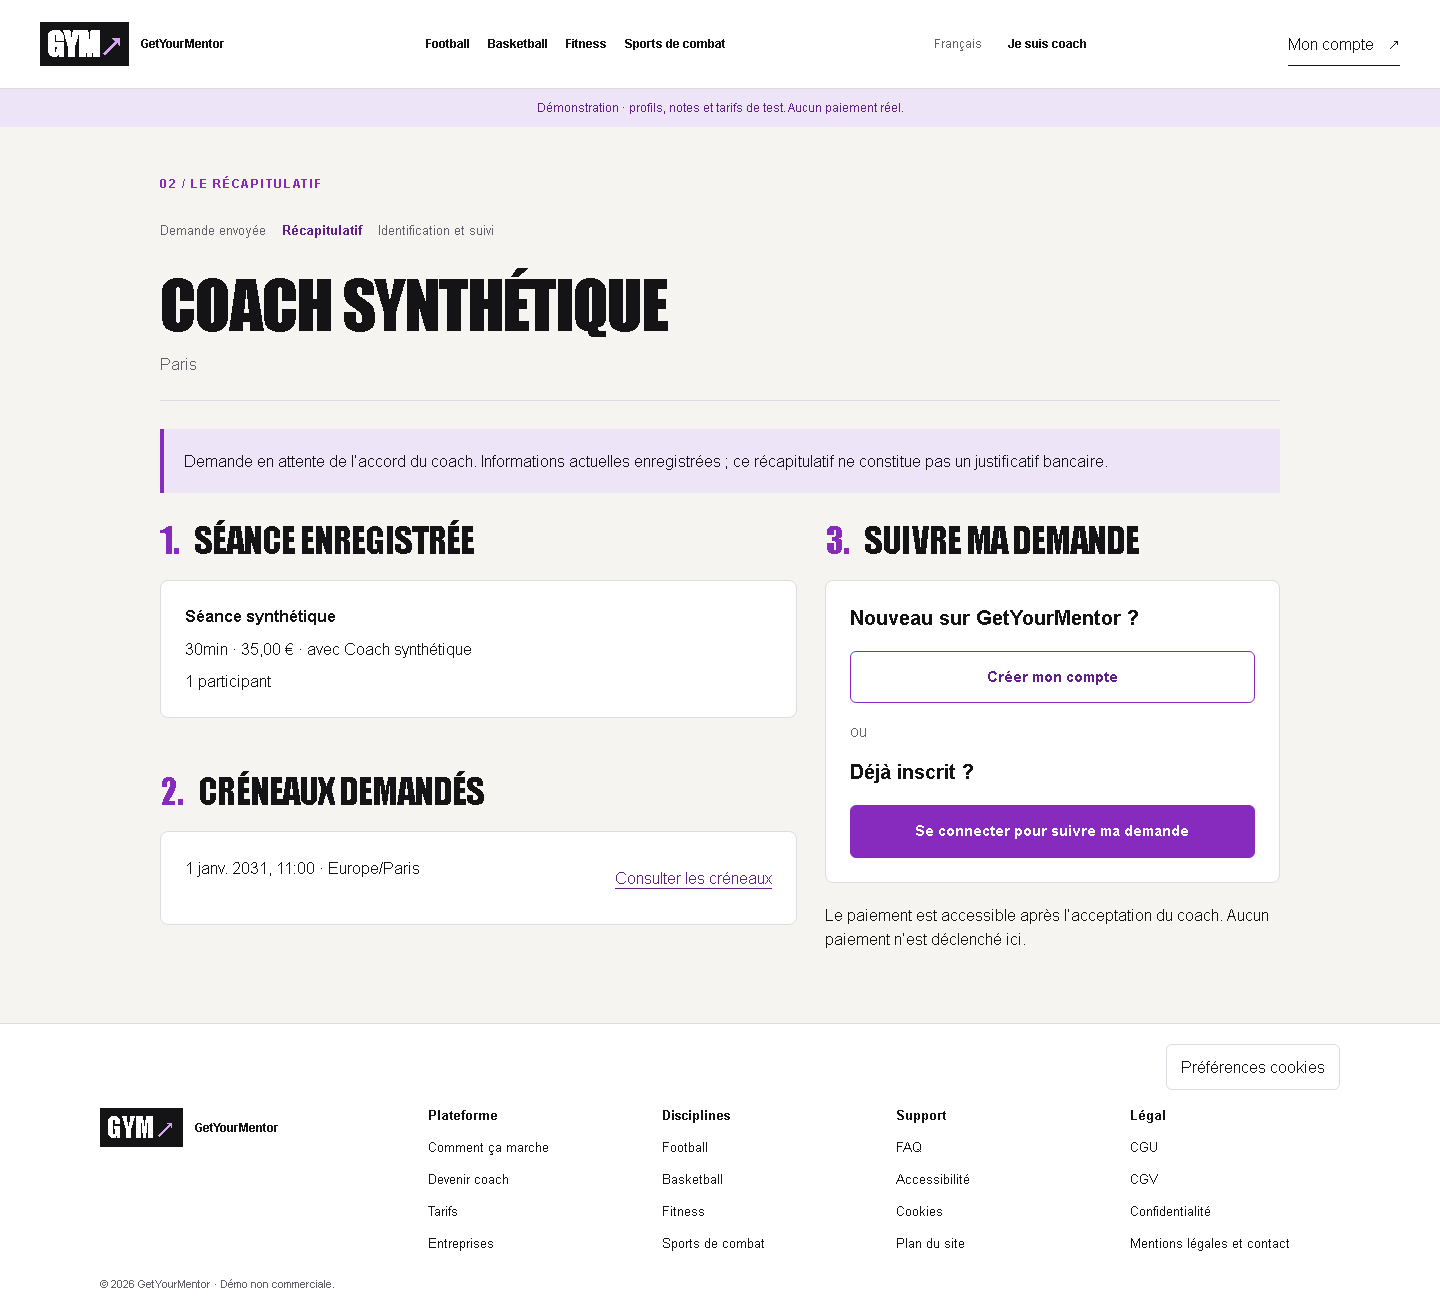 GYM↗ GetYourMentor Football Basketball Fitness Sports de combat Français Je suis coach Mon compte ↗
Démonstration · profils, notes et tarifs de test. Aucun paiement réel.
02 / LE RÉCAPITULATIF
Demande envoyée Récapitulatif Identification et suivi
COACH SYNTHÉTIQUE
Paris
Demande en attente de l'accord du coach. Informations actuelles enregistrées ; ce récapitulatif ne constitue pas un justificatif bancaire.
1. SÉANCE ENREGISTRÉE
Séance synthétique
30min · 35,00 € · avec Coach synthétique
1 participant
2. CRÉNEAUX DEMANDÉS
1 janv. 2031, 11:00 · Europe/Paris
Consulter les créneaux
3. SUIVRE MA DEMANDE
Nouveau sur GetYourMentor ?
Créer mon compte
ou
Déjà inscrit ?
Se connecter pour suivre ma demande
Le paiement est accessible après l'acceptation du coach. Aucun
paiement n'est déclenché ici.
Préférences cookies
GYM↗ GetYourMentor
Plateforme
Comment ça marche
Devenir coach
Tarifs
Entreprises
Disciplines
Football
Basketball
Fitness
Sports de combat
Support
FAQ
Accessibilité
Cookies
Plan du site
Légal
CGU
CGV
Confidentialité
Mentions légales et contact
© 2026 GetYourMentor · Démo non commerciale.